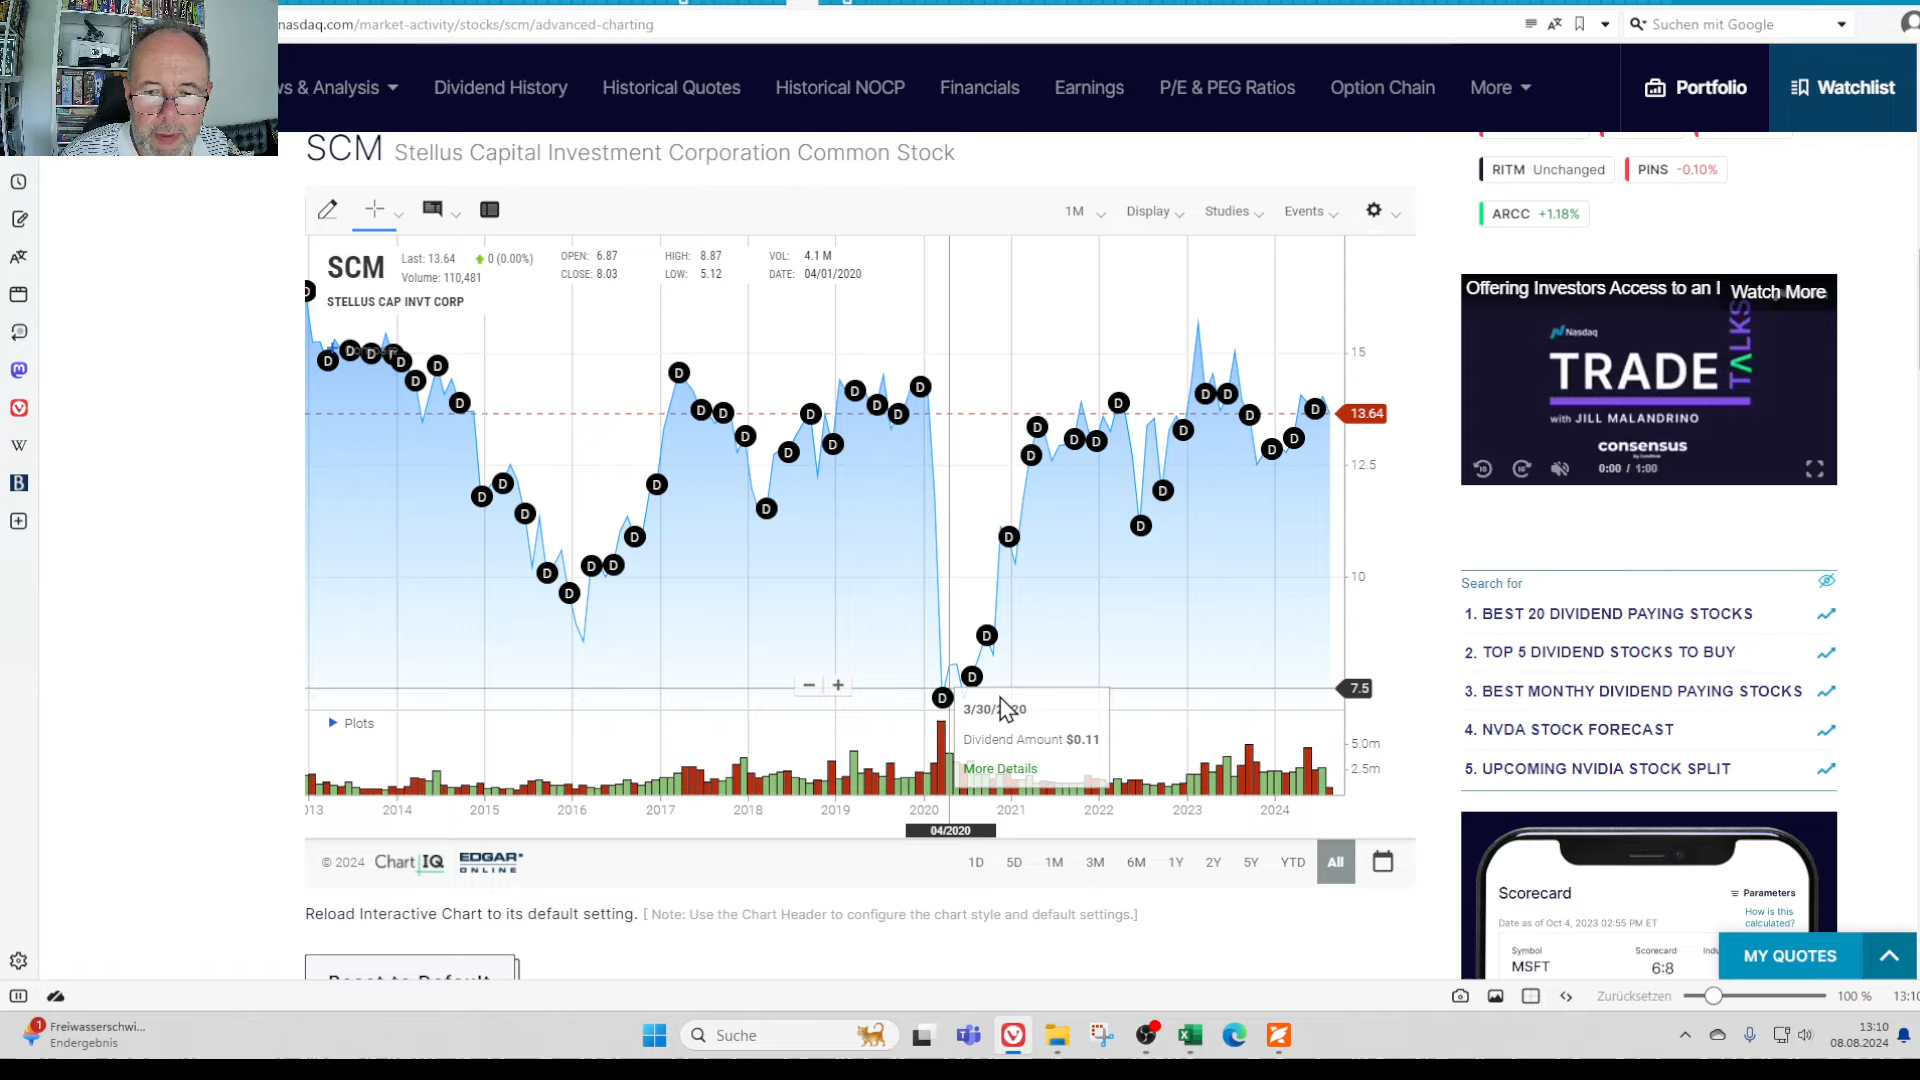 nasdaq.com/market-activity/stocks/scm/advanced-charting
Suchen mit Google
ws & Analysis
Dividend History
Historical Quotes
Historical NOCP
Financials
Earnings
P/E & PEG Ratios
Option Chain
More
Portfolio
Watchlist
SCM Stellus Capital Investment Corporation Common Stock
RITM Unchanged
PINS -0.10%
ARCC +1.18%
1M
Display
Studies
Events
SCM
Last: 13.64 0 (0.00%)
Volume: 110,481
OPEN: 6.87
HIGH: 8.87
VOL: 4.1 M
CLOSE: 8.03
LOW: 5.12
DATE: 04/01/2020
STELLUS CAP INVT CORP
15
13.64
12.5
10
7.5
5.0m
2.5m
Plots
Dividend Amount $0.11
More Details
013 2014 2015 2016 2017 2018 2019 2020 2021 2022 2023 2024
04/2020
© 2024 ChartIQ EDGAR ONLINE
1D 5D 1M 3M 6M 1Y 2Y 5Y YTD All
Reload Interactive Chart to its default setting. [ Note: Use the Chart Header to configure the chart style and default settings.]
Reset to Default
Offering Investors Access to an I
Watch More
Nasdaq
TRADE TALKS
with JILL MALANDRINO
consensus
0:00 / 1:00
Search for
1. BEST 20 DIVIDEND PAYING STOCKS
2. TOP 5 DIVIDEND STOCKS TO BUY
3. BEST MONTHY DIVIDEND PAYING STOCKS
4. NVDA STOCK FORECAST
5. UPCOMING NVIDIA STOCK SPLIT
Scorecard
Parameters
Date as of Oct 4, 2023 02:55 PM ET
How is this
calculated?
Symbol
Scorecard
Indu
MSFT
6:8
MY QUOTES
Zurücksetzen
100 %
13:10
Freiwasserschwi...
Endergebnis
Suche
13:10
08.08.2024